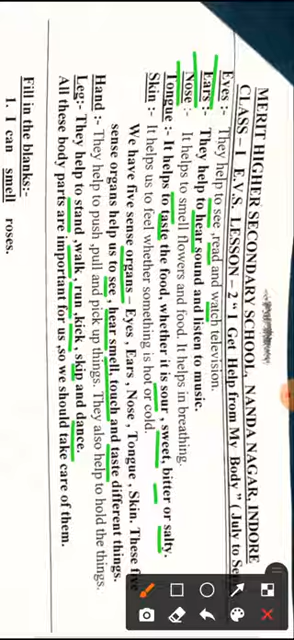 MERIT HIGHER SECONDARY SCHOOL, NANDA NAGAR, INDORE
CLASS – I E.V.S. LESSON – 2 " I Get Help from My Body " ( July to
Eyes :- They help to see ,read and watch television.
Ears :- They help to hear sound and listen to music.
Nose :- It helps to smell flowers and food. It helps in breathing.
Tongue :- It helps to taste the food, whether it is sour , sweet, bitter or salty.
Skin :- It helps us to feel whether something is hot or cold.
We have five sense organs – Eyes , Ears , Nose , Tongue , Skin. These five
sense organs help us to see , hear smell, touch and taste different things.
Hand :- They help to push ,pull and pick up things. They also help to hold the things.
Leg:- They help to stand ,walk , run ,kick , skip and dance.
All these body parts are important for us ,so we should take care of them.
Fill in the blanks:-
1. I can smell roses.